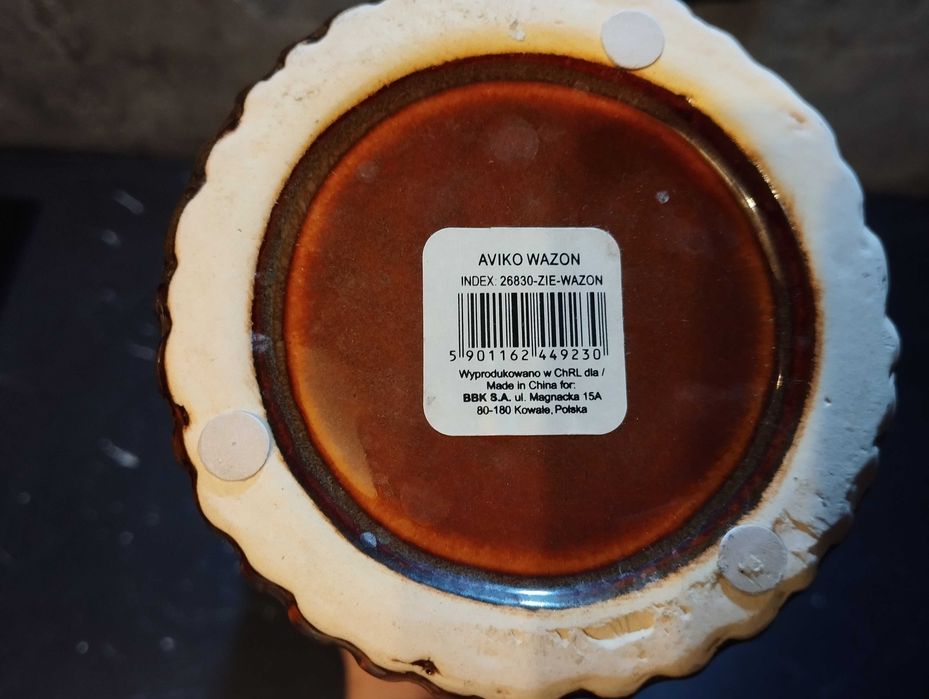 AVIKO WAZON
INDEX: 26830-ZIE-WAZON
5 901162 449230
Wyprodukowano w ChRL dla /
Made in China for:
BBK S.A. ul. Magnacka 15A
80-180 Kowale, Polska